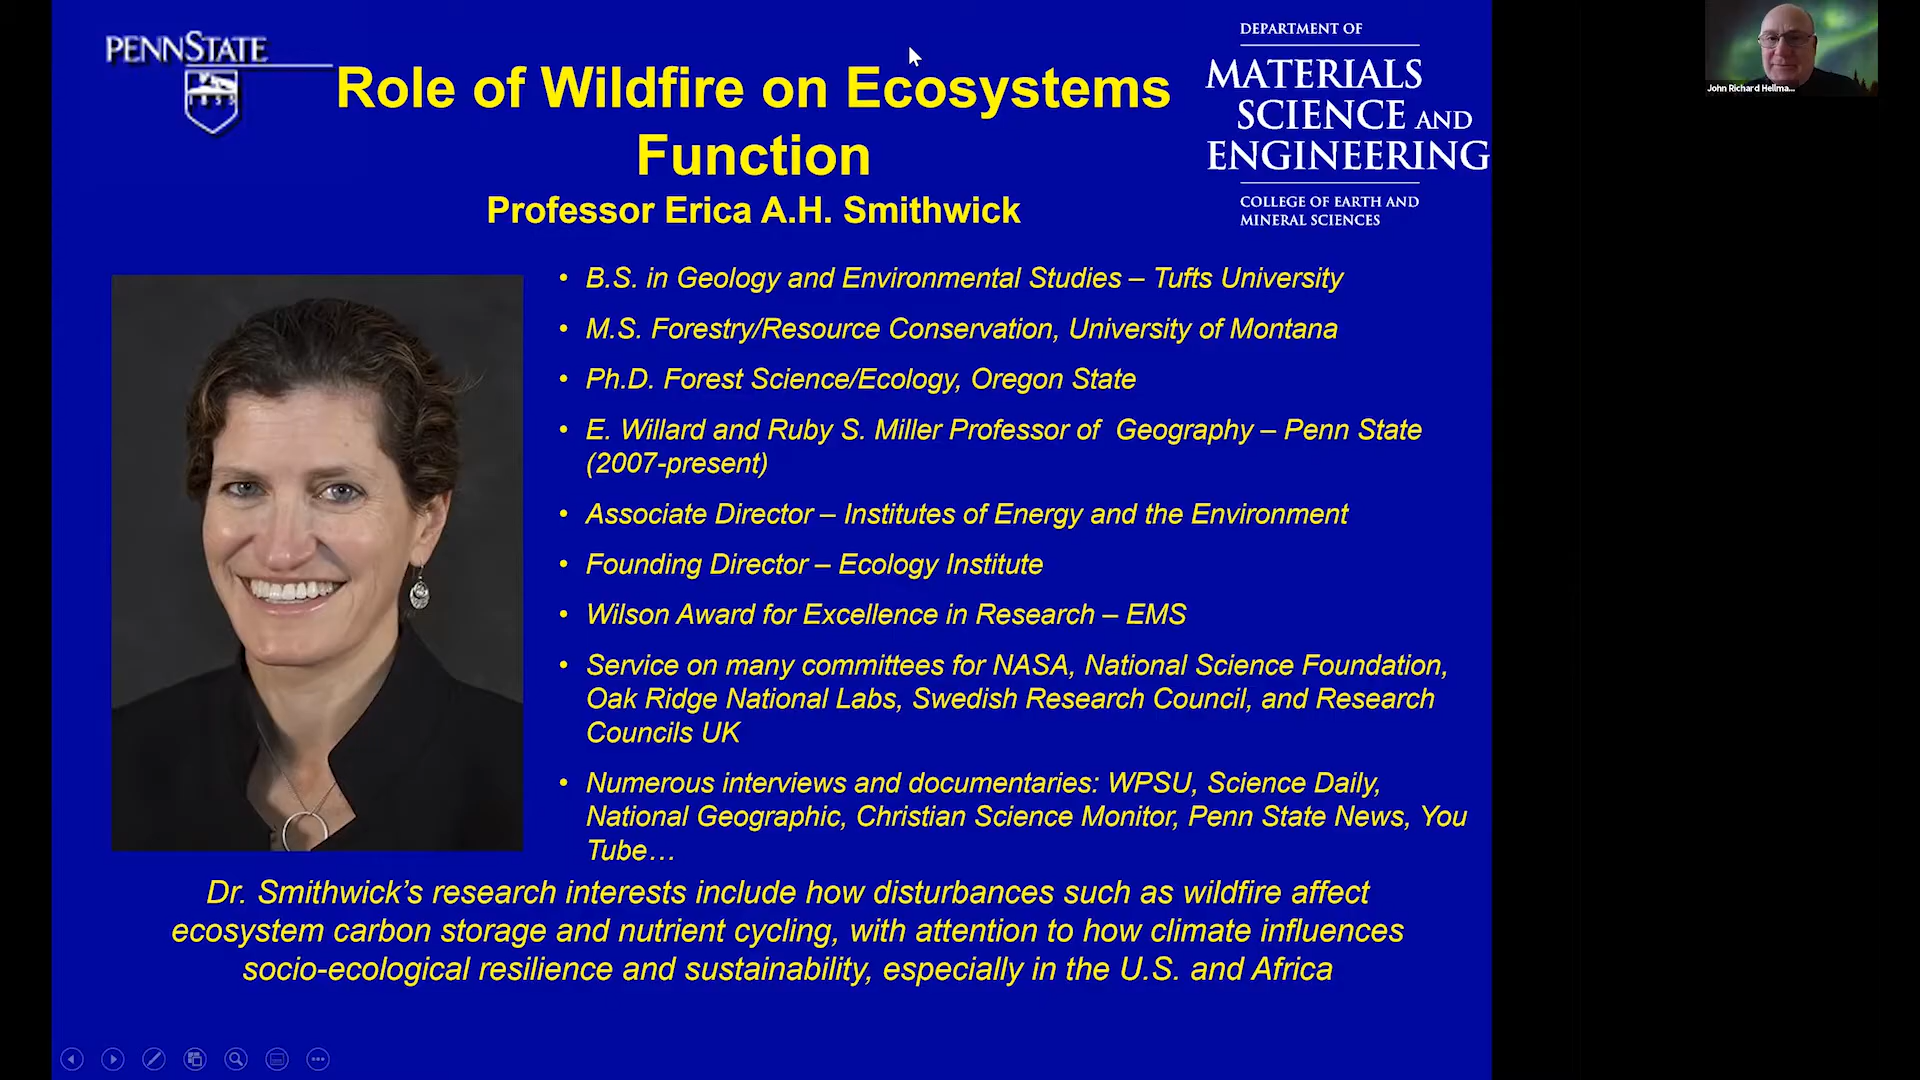 PENNSTATE
1855
Role of Wildfire on Ecosystems
Function
Professor Erica A.H. Smithwick
DEPARTMENT OF
MATERIALS
SCIENCE AND
ENGINEERING
COLLEGE OF EARTH AND
MINERAL SCIENCES
John Richard Hellma...
• B.S. in Geology and Environmental Studies – Tufts University
• M.S. Forestry/Resource Conservation, University of Montana
• Ph.D. Forest Science/Ecology, Oregon State
• E. Willard and Ruby S. Miller Professor of Geography – Penn State
(2007-present)
• Associate Director – Institutes of Energy and the Environment
• Founding Director – Ecology Institute
• Wilson Award for Excellence in Research – EMS
• Service on many committees for NASA, National Science Foundation,
Oak Ridge National Labs, Swedish Research Council, and Research
Councils UK
• Numerous interviews and documentaries: WPSU, Science Daily,
National Geographic, Christian Science Monitor, Penn State News, You
Tube…
Dr. Smithwick’s research interests include how disturbances such as wildfire affect
ecosystem carbon storage and nutrient cycling, with attention to how climate influences
socio-ecological resilience and sustainability, especially in the U.S. and Africa